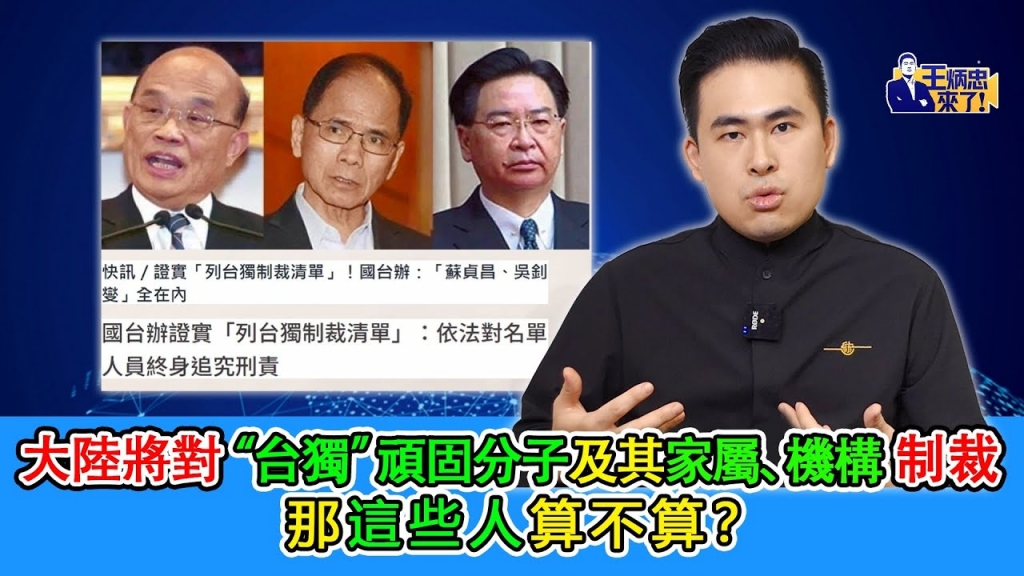 王炳忠
來了!
快訊/證實「列台獨制裁清單」!國台辦:「蘇貞昌、吳釗
燮」全在內
國台辦證實「列台獨制裁清單」:依法對名單
人員終身追究刑責
RØDE
大陸將對“台獨”頑固分子及其家屬、機構 制裁
那這些人算不算?